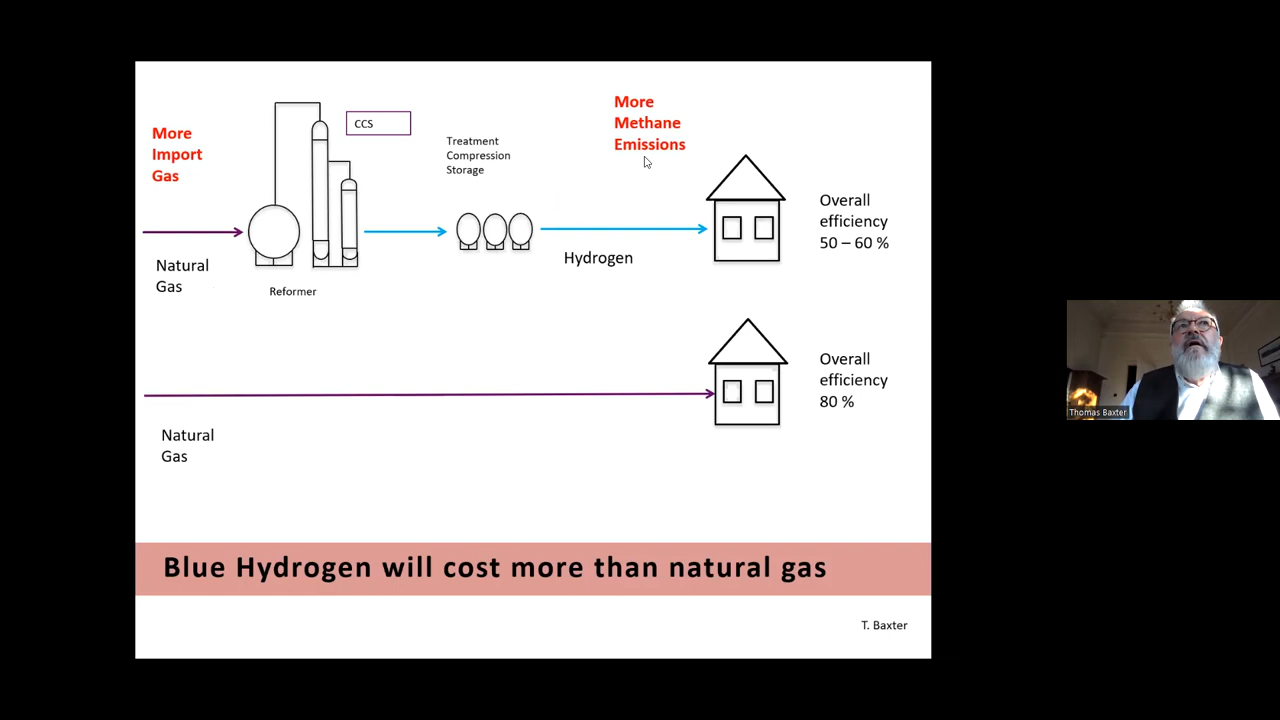 More
Import
Gas
CCS
Treatment
Compression
Storage
More
Methane
Emissions
Overall
efficiency
50 – 60 %
Natural
Gas
Reformer
Hydrogen
Overall
efficiency
80 %
Natural
Gas
Thomas Baxter
Blue Hydrogen will cost more than natural gas
T. Baxter